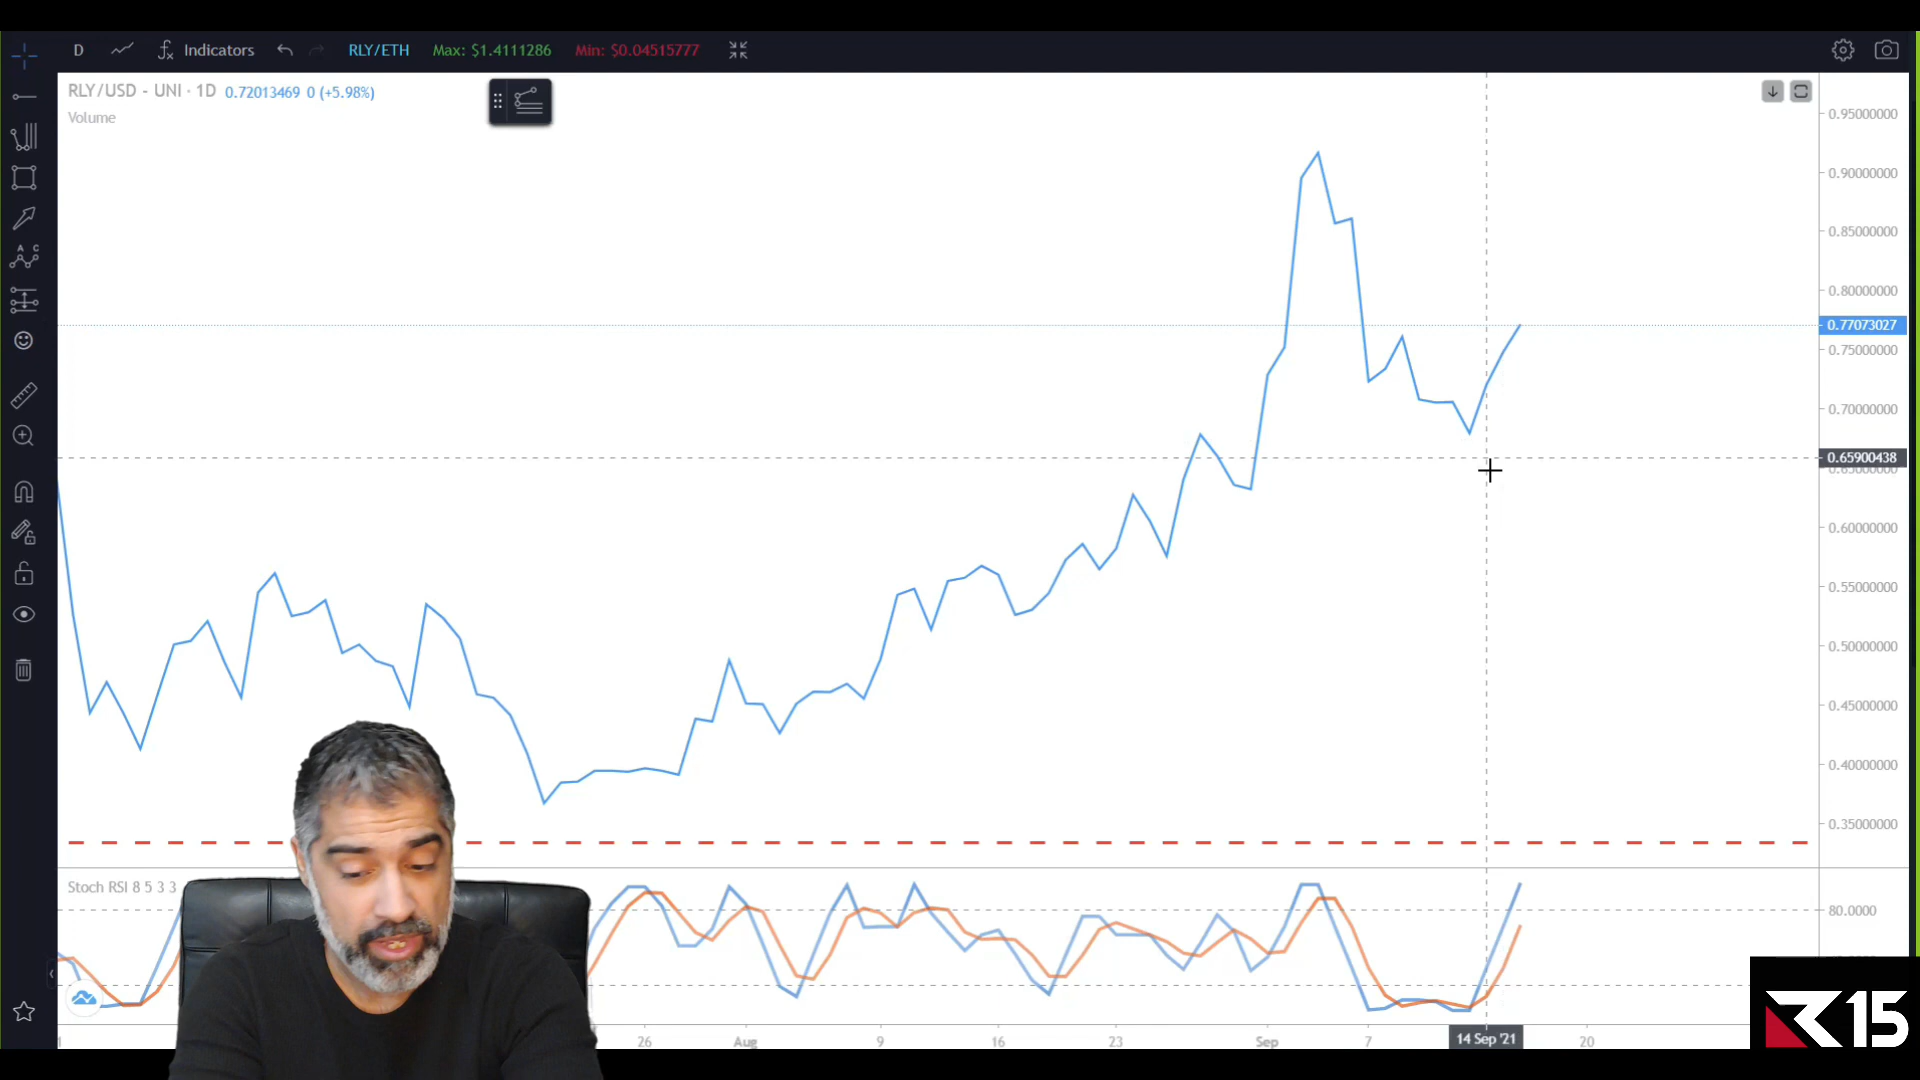 D Indicators RLY/ETH Max: $1.4111286 Min: $0.04515777
RLY/USD - UNI · 1D 0.72013469 0 (+5.98%)
Volume
0.95000000
0.90000000
0.85000000
0.80000000
0.77073027
0.75000000
0.70000000
0.65900438
0.60000000
0.55000000
0.50000000
0.45000000
0.40000000
0.35000000
Stoch RSI 8 5 3 3
80.0000
26 Aug 9 16 23 Sep 7 14 Sep '21 20
R15